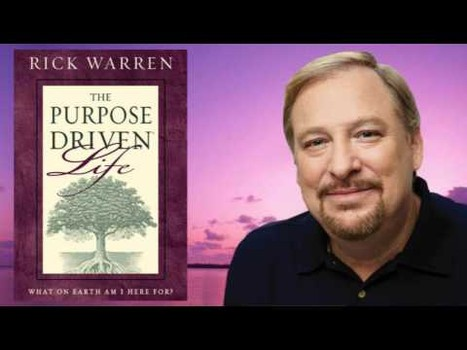 RICK WARREN
THE
PURPOSE
DRIVEN®
Life
WHAT ON EARTH AM I HERE FOR?